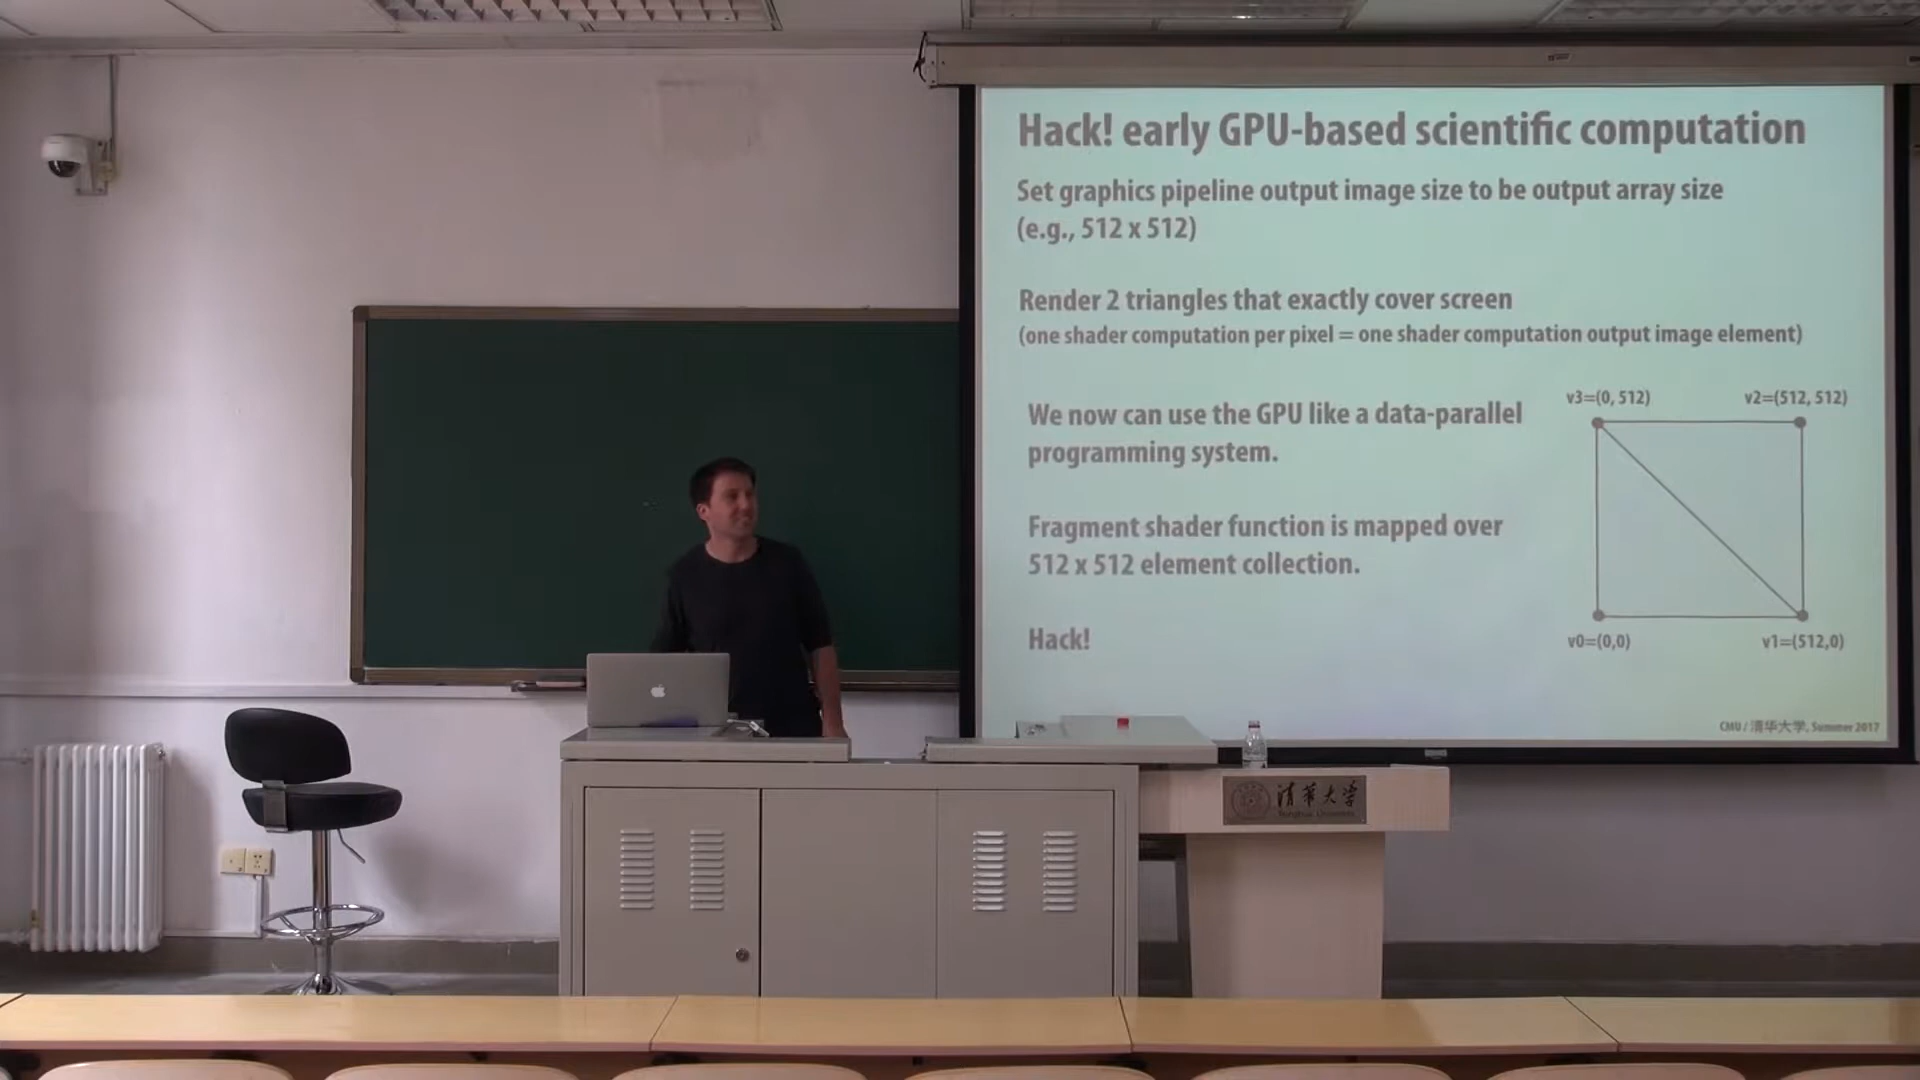 Hack! early GPU-based scientific computation
Set graphics pipeline output image size to be output array size
(e.g., 512 x 512)
Render 2 triangles that exactly cover screen
(one shader computation per pixel = one shader computation output image element)
We now can use the GPU like a data-parallel
programming system.
Fragment shader function is mapped over
512 x 512 element collection.
Hack!
v3=(0, 512)
v2=(512, 512)
v0=(0,0)
v1=(512,0)
CMU / 清华大学, Summer 2017
清华大学
Tsinghua University